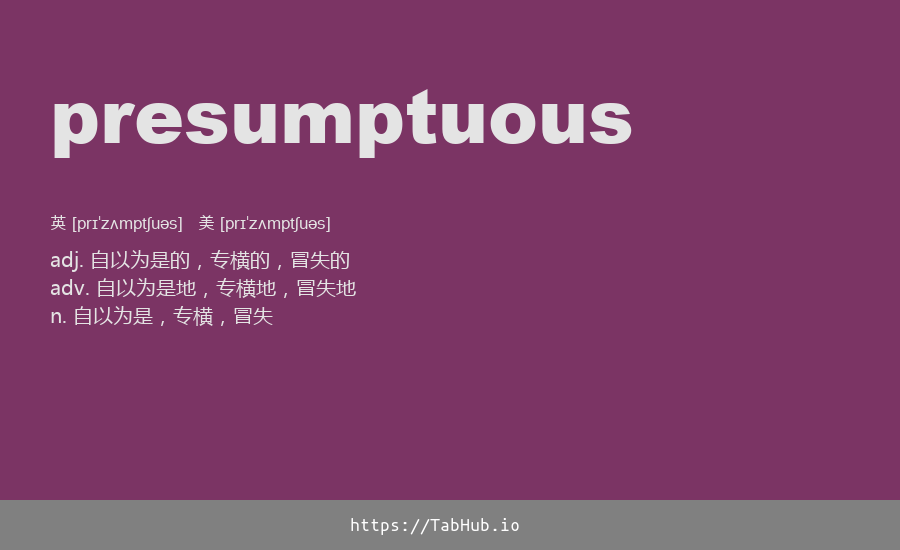 presumptuous
英 [prɪˈzʌmptʃuəs] 美 [prɪˈzʌmptʃuəs]
adj. 自以为是的，专横的，冒失的
adv. 自以为是地，专横地，冒失地
n. 自以为是，专横，冒失
https://TabHub.io